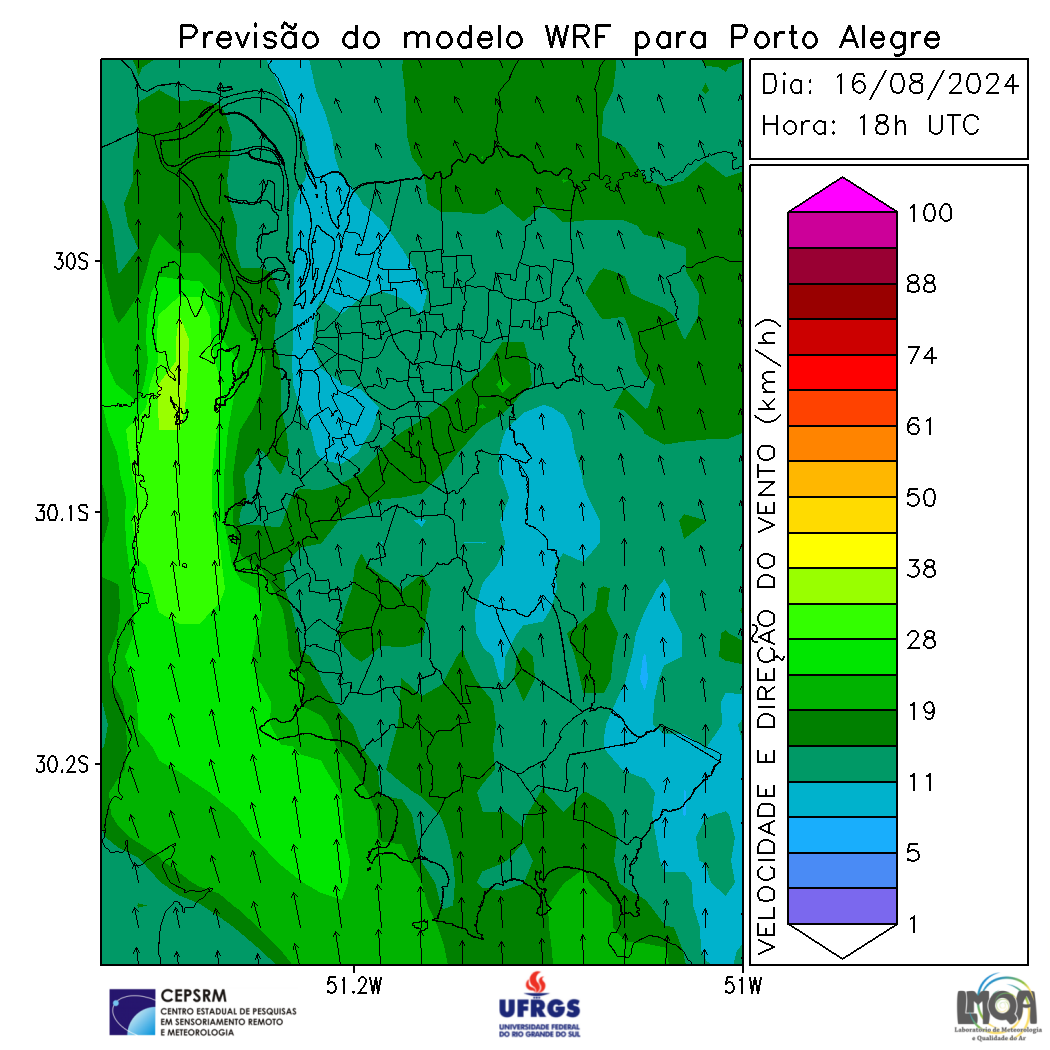 Previsão do modelo WRF para Porto Alegre
Dia: 16/08/2024
Hora: 18h UTC
30S
30.1S
30.2S
51.2W
51W
VELOCIDADE E DIREÇÃO DO VENTO (km/h)
100
88
74
61
50
38
28
19
11
5
1
CEPSRM
CENTRO ESTADUAL DE PESQUISAS
EM SENSORIAMENTO REMOTO
E METEOROLOGIA
UFRGS
UNIVERSIDADE FEDERAL
DO RIO GRANDE DO SUL
LMQA
Laboratório de Meteorologia
e Qualidade do Ar